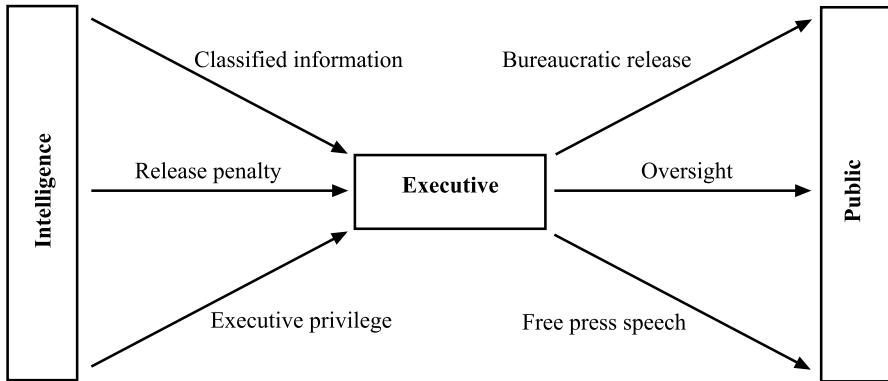 Classified information
Bureaucratic release
Intelligence
Release penalty
Executive
Oversight
Public
Executive privilege
Free press speech